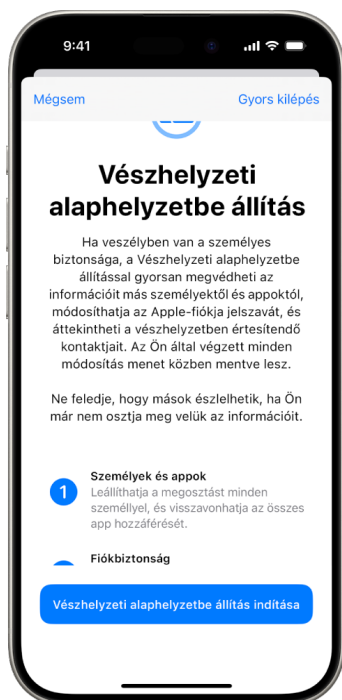 9:41
Mégsem
Gyors kilépés
Vészhelyzeti
alaphelyzetbe állítás
Ha veszélyben van a személyes
biztonsága, a Vészhelyzeti alaphelyzetbe
állítással gyorsan megvédheti az
információit más személyektől és appoktól,
módosíthatja az Apple-fiókja jelszavát, és
áttekintheti a vészhelyzetben értesítendő
kontaktjait. Az Ön által végzett minden
módosítás menet közben mentve lesz.
Ne feledje, hogy mások észlelhetik, ha Ön
már nem osztja meg velük az információit.
1
Személyek és appok
Leállíthatja a megosztást minden
személlyel, és visszavonhatja az összes
app hozzáférését.
Fiókbiztonság
Vészhelyzeti alaphelyzetbe állítás indítása